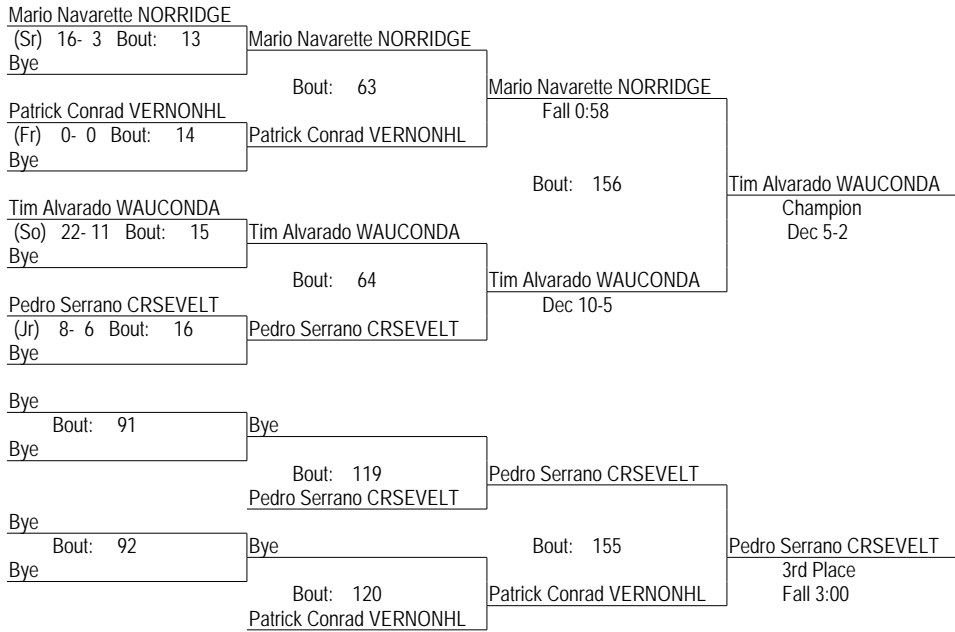 Mario Navarette NORRIDGE
(Sr) 16- 3 Bout: 13
Bye
Mario Navarette NORRIDGE
Bout: 63
Patrick Conrad VERNONHL
(Fr) 0- 0 Bout: 14
Bye
Patrick Conrad VERNONHL
Mario Navarette NORRIDGE
Fall 0:58
Bout: 156
Tim Alvarado WAUCONDA
(So) 22- 11 Bout: 15
Bye
Tim Alvarado WAUCONDA
Bout: 64
Pedro Serrano CRSEVELT
(Jr) 8- 6 Bout: 16
Bye
Pedro Serrano CRSEVELT
Tim Alvarado WAUCONDA
Dec 10-5
Tim Alvarado WAUCONDA
Champion
Dec 5-2
Bye
Bout: 91
Bye
Bye
Bout: 119
Pedro Serrano CRSEVELT
Pedro Serrano CRSEVELT
Bye
Bout: 92
Bye
Bye
Bout: 120
Patrick Conrad VERNONHL
Bout: 155
Patrick Conrad VERNONHL
Pedro Serrano CRSEVELT
3rd Place
Fall 3:00